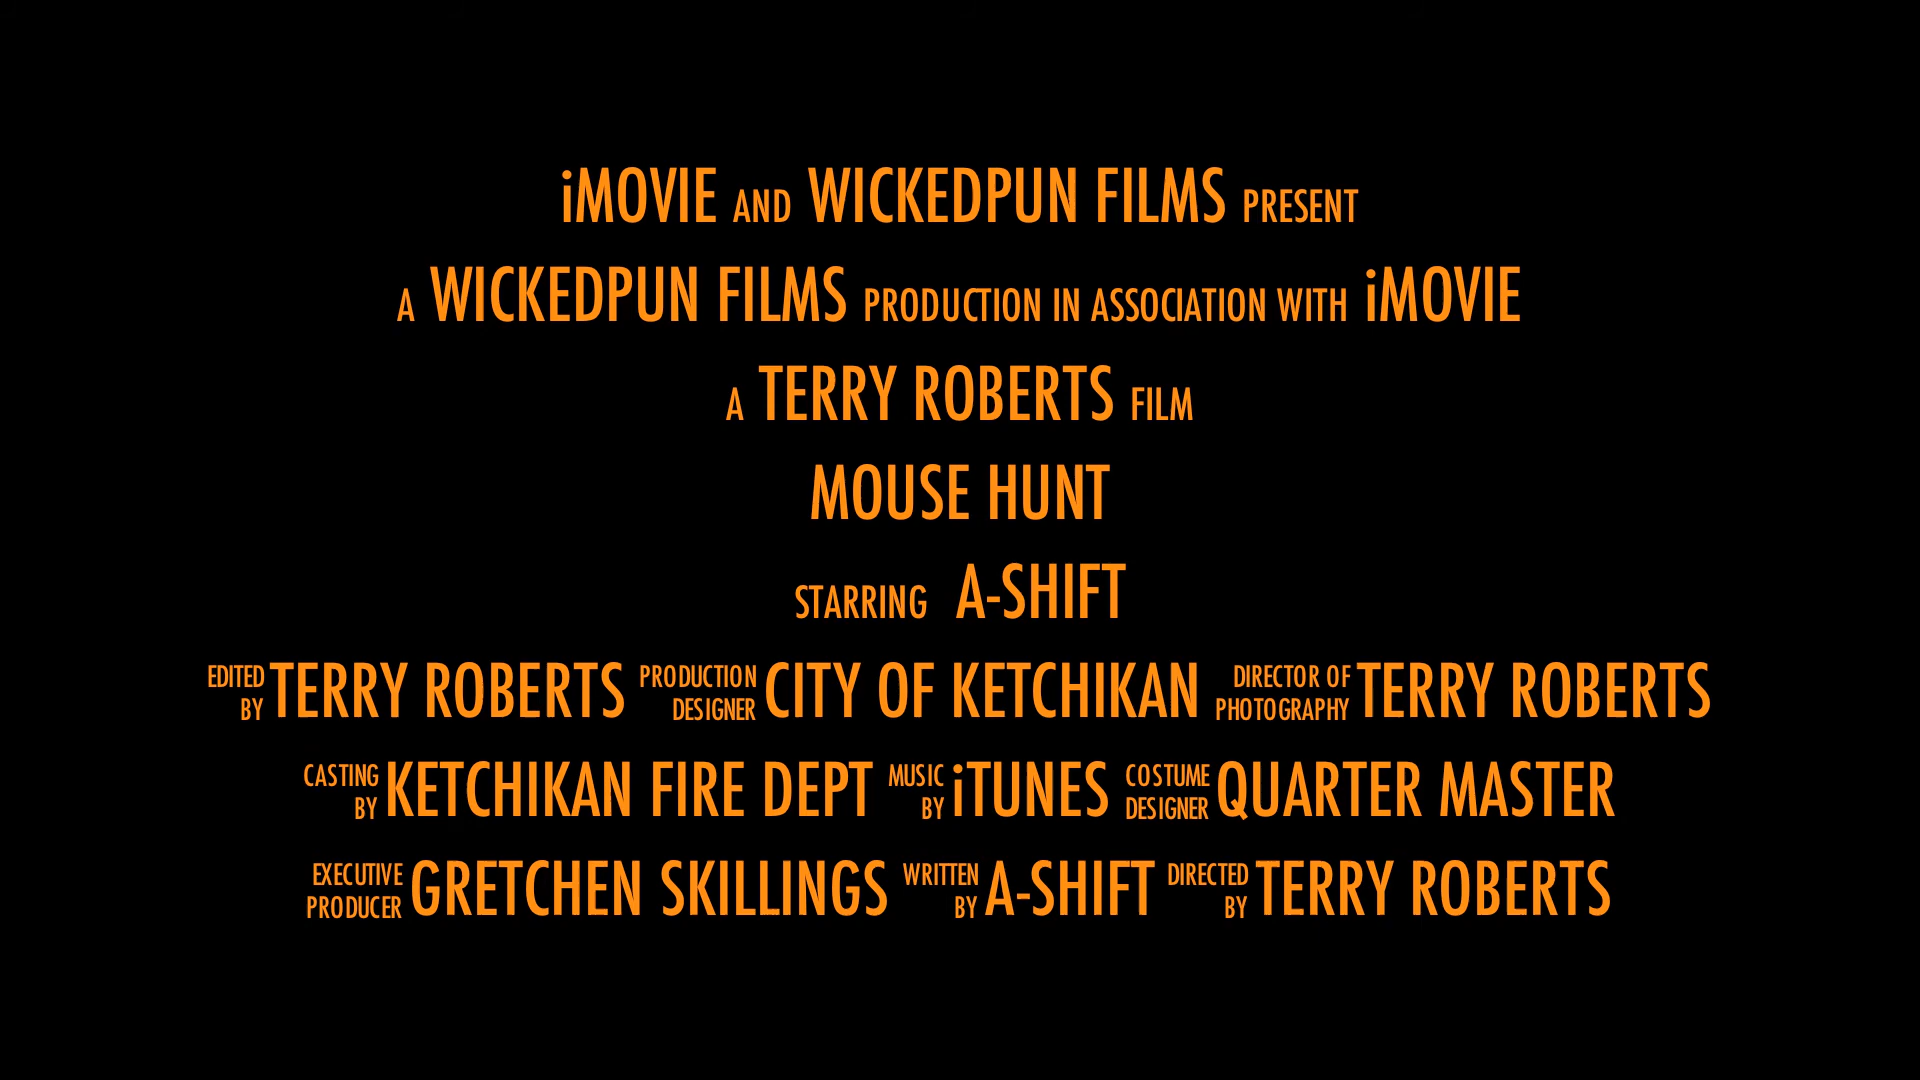 iMOVIE AND WICKEDPUN FILMS PRESENT
A WICKEDPUN FILMS PRODUCTION IN ASSOCIATION WITH iMOVIE
A TERRY ROBERTS FILM
MOUSE HUNT
STARRING A-SHIFT
EDITED BY TERRY ROBERTS PRODUCTION DESIGNER CITY OF KETCHIKAN DIRECTOR OF PHOTOGRAPHY TERRY ROBERTS
CASTING BY KETCHIKAN FIRE DEPT MUSIC BY iTUNES COSTUME DESIGNER QUARTER MASTER
EXECUTIVE PRODUCER GRETCHEN SKILLINGS WRITTEN BY A-SHIFT DIRECTED BY TERRY ROBERTS